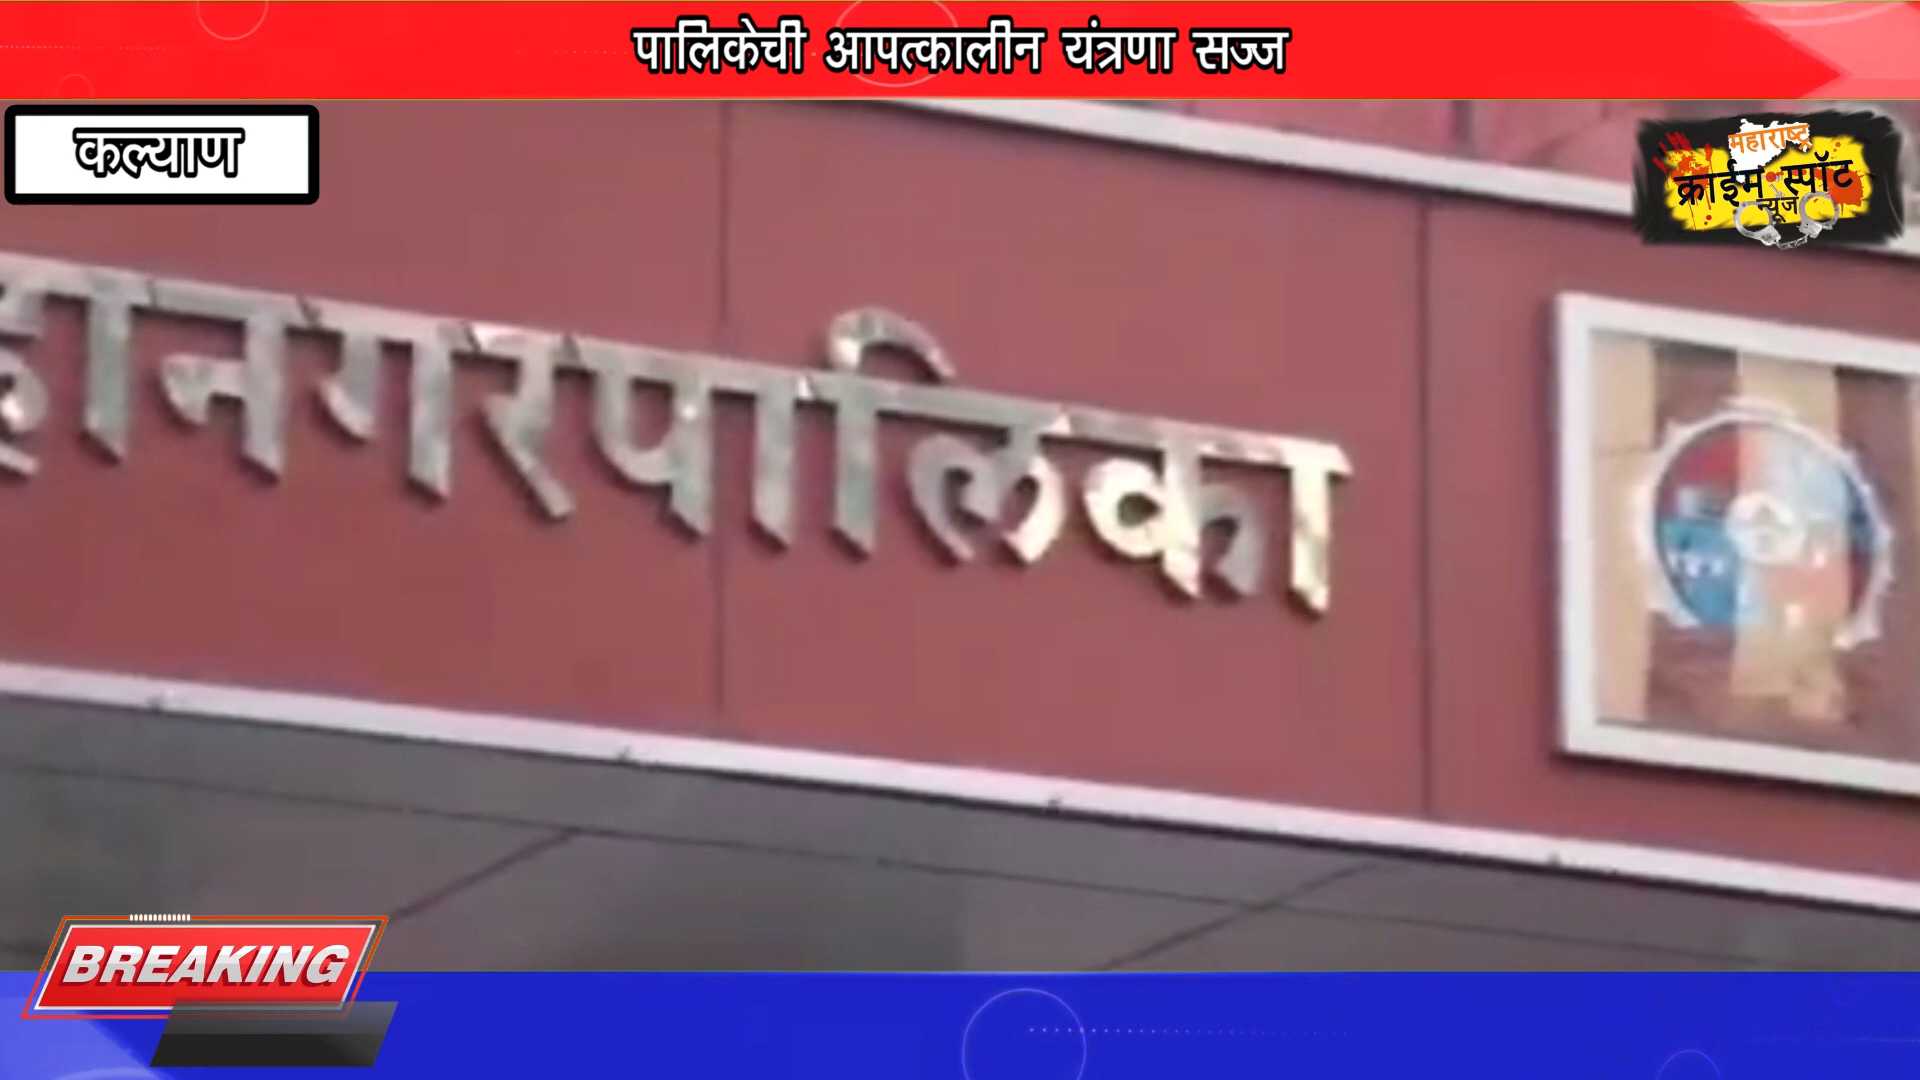 पालिकेची आपत्कालीन यंत्रणा सज्ज
कल्याण
महाराष्ट्र
क्राईम स्पॉट
न्यूज
हानगरपालिका
BREAKING